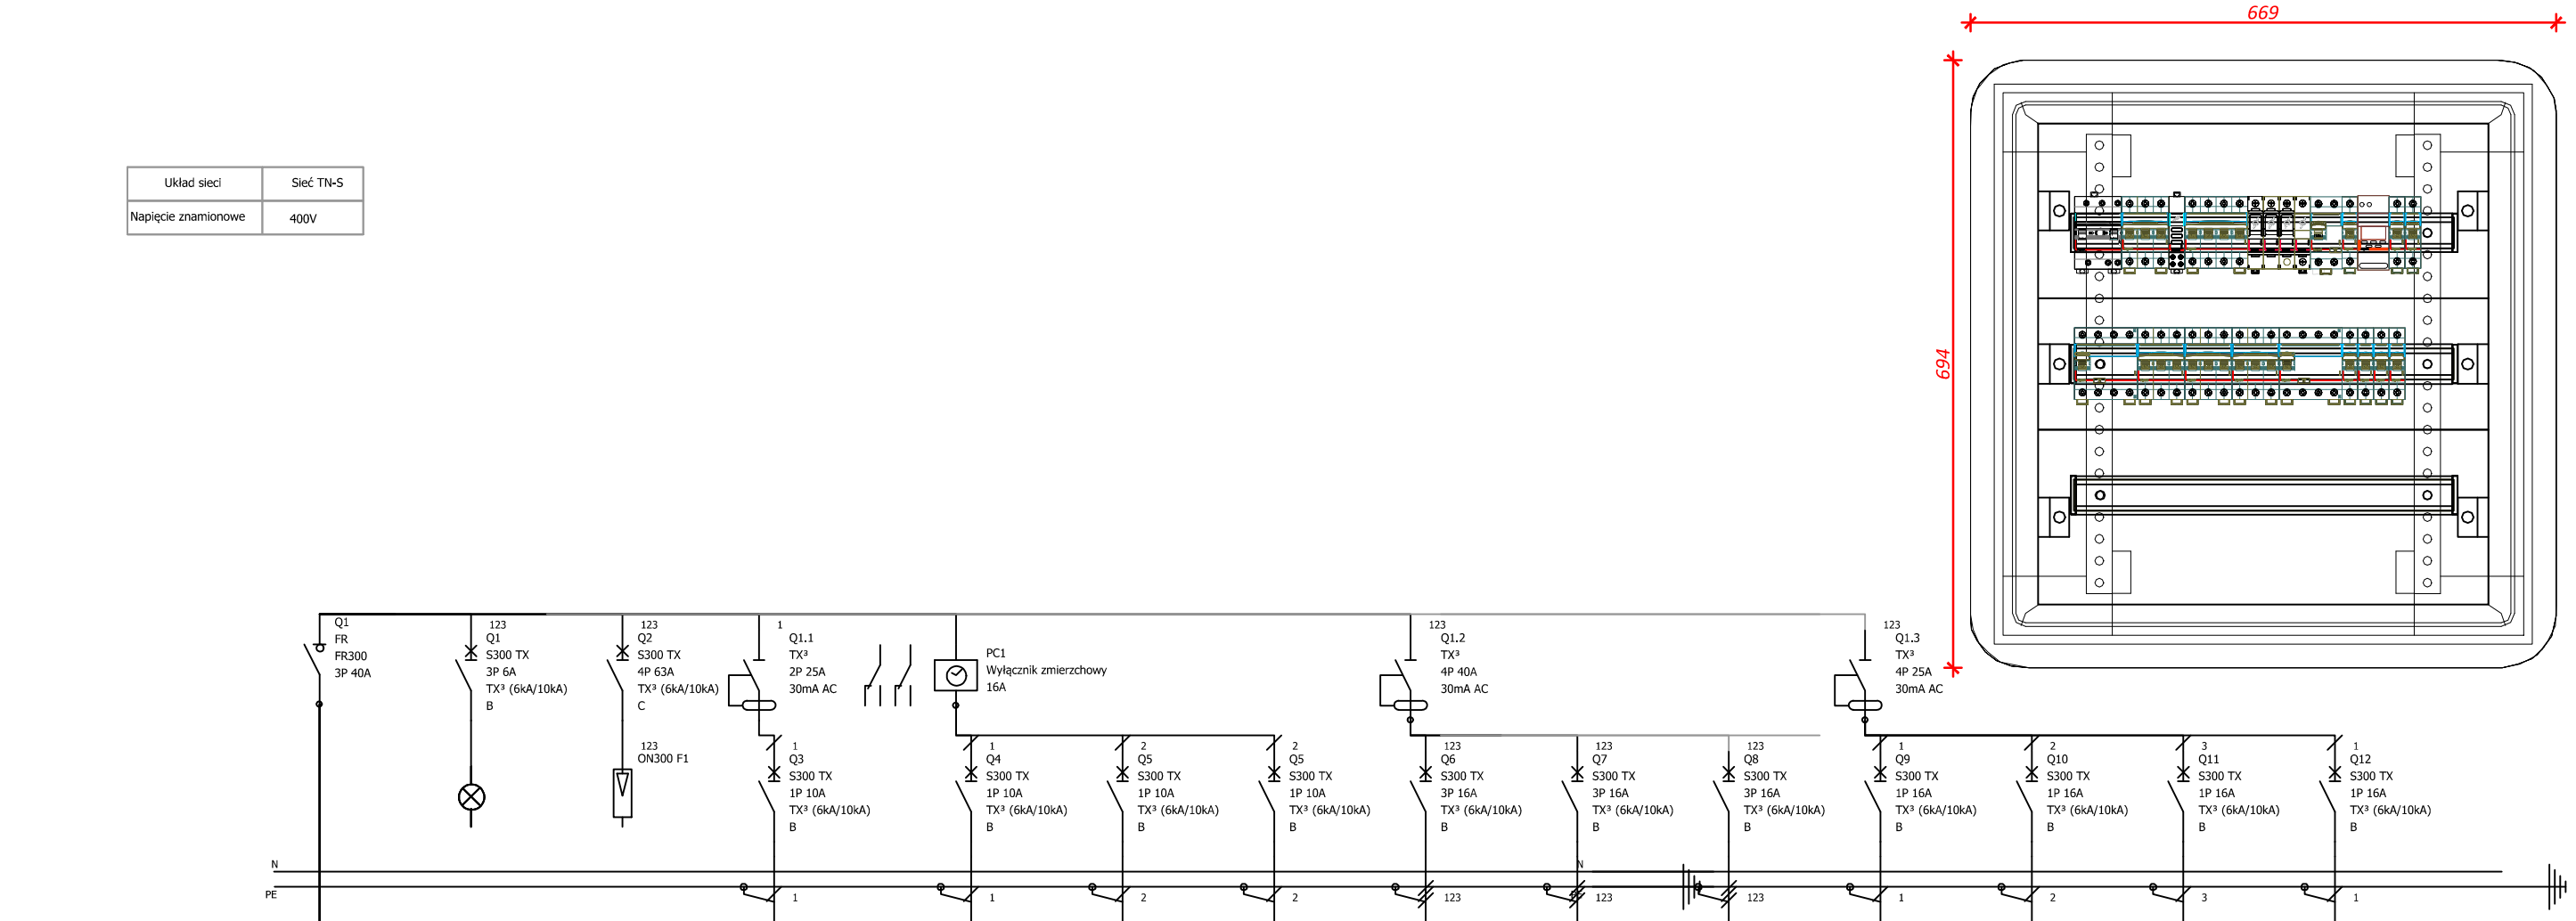 669
694
Układ sieci
Sieć TN-S
Napięcie znamionowe
400V
Q1
FR
FR300
3P 40A
123
Q1
S300 TX
3P 6A
TX³ (6kA/10kA)
B
123
Q2
S300 TX
4P 63A
TX³ (6kA/10kA)
C
123
ON300 F1
1
Q1.1
TX³
2P 25A
30mA AC
PC1
Wyłącznik zmierzchowy
16A
123
Q1.2
TX³
4P 40A
30mA AC
123
Q1.3
TX³
4P 25A
30mA AC
1
Q3
S300 TX
1P 10A
TX³ (6kA/10kA)
B
1
Q4
S300 TX
1P 10A
TX³ (6kA/10kA)
B
2
Q5
S300 TX
1P 10A
TX³ (6kA/10kA)
B
2
Q5
S300 TX
1P 10A
TX³ (6kA/10kA)
B
123
Q6
S300 TX
3P 16A
TX³ (6kA/10kA)
B
123
Q7
S300 TX
3P 16A
TX³ (6kA/10kA)
B
123
Q8
S300 TX
3P 16A
TX³ (6kA/10kA)
B
1
Q9
S300 TX
1P 16A
TX³ (6kA/10kA)
B
2
Q10
S300 TX
1P 16A
TX³ (6kA/10kA)
B
3
Q11
S300 TX
1P 16A
TX³ (6kA/10kA)
B
1
Q12
S300 TX
1P 16A
TX³ (6kA/10kA)
B
N
N
PE
1
1
2
2
123
123
123
1
2
3
1